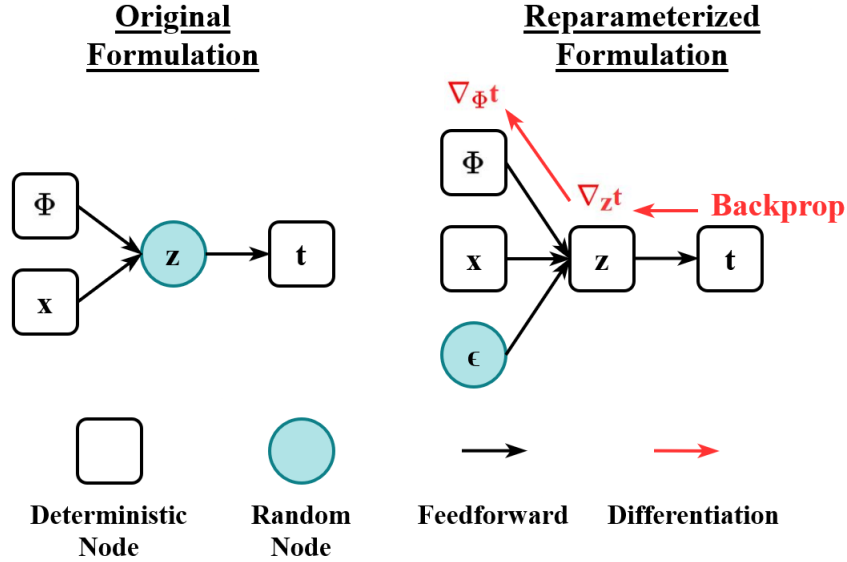 Original
Formulation
Φ
x
z
t
Reparameterized
Formulation
∇Φt
Φ
∇zt
Backprop
x
z
t
ϵ
Deterministic
Node
Random
Node
Feedforward
Differentiation